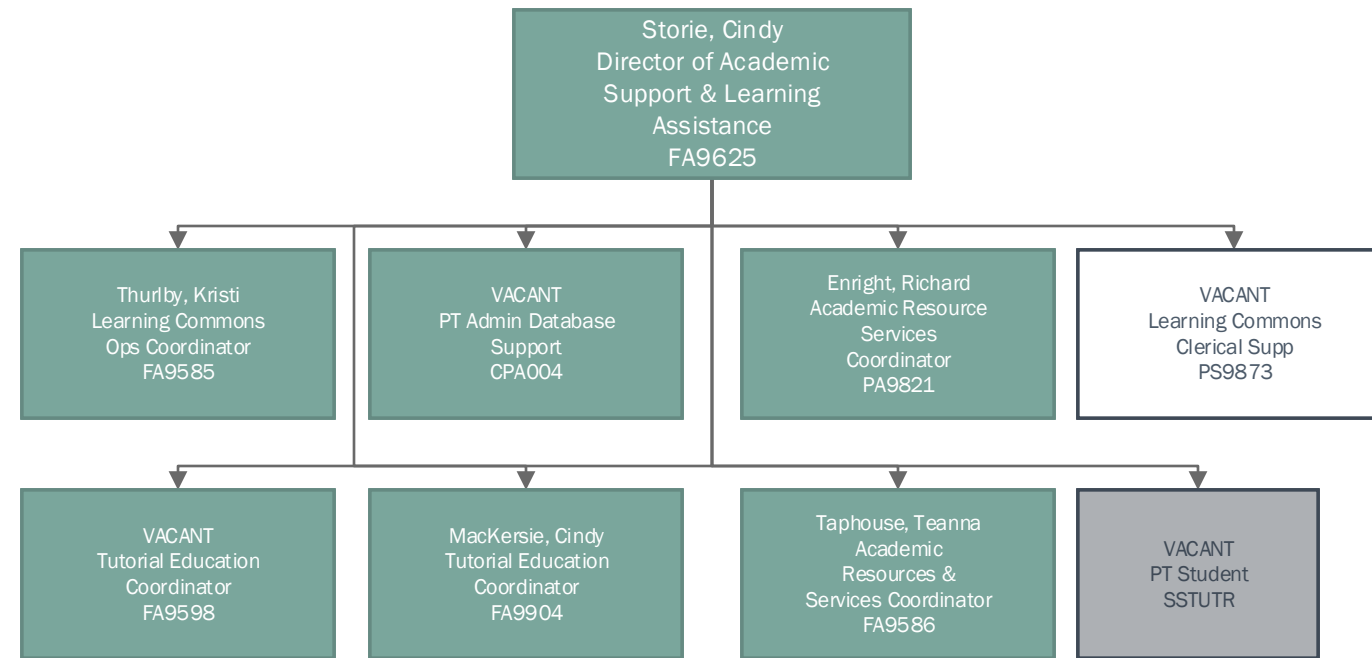 Storie, Cindy
Director of Academic
Support & Learning
Assistance
FA9625
Thurlby, Kristi
Learning Commons
Ops Coordinator
FA9585
VACANT
PT Admin Database
Support
CPA004
Enright, Richard
Academic Resource
Services
Coordinator
PA9821
VACANT
Learning Commons
Clerical Supp
PS9873
VACANT
Tutorial Education
Coordinator
FA9598
MacKersie, Cindy
Tutorial Education
Coordinator
FA9904
Taphouse, Teanna
Academic
Resources &
Services Coordinator
FA9586
VACANT
PT Student
SSTUTR